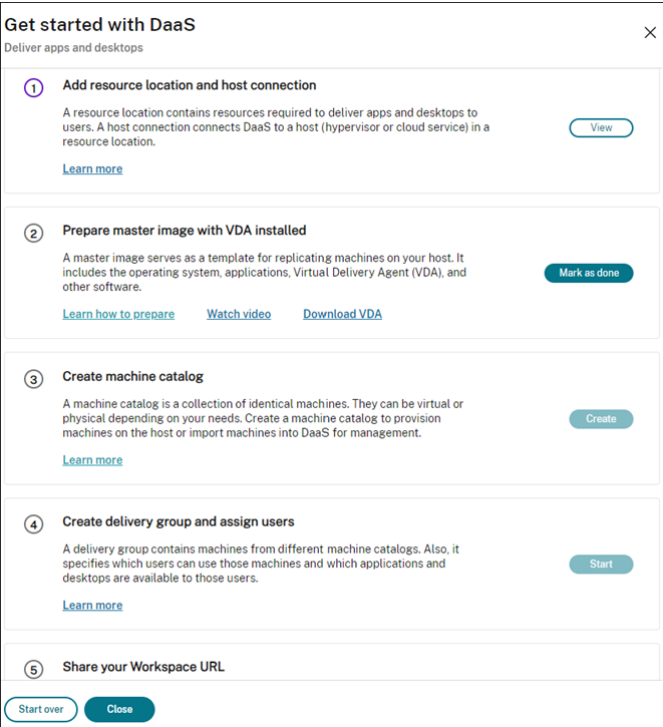 Get started with DaaS
Deliver apps and desktops
1
Add resource location and host connection
A resource location contains resources required to deliver apps and desktops to
users. A host connection connects DaaS to a host (hypervisor or cloud service) in a
resource location.
View
Learn more
2
Prepare master image with VDA installed
A master image serves as a template for replicating machines on your host. It
includes the operating system, applications, Virtual Delivery Agent (VDA), and
other software.
Mark as done
Learn how to prepare Watch video Download VDA
3
Create machine catalog
A machine catalog is a collection of identical machines. They can be virtual or
physical depending on your needs. Create a machine catalog to provision
machines on the host or import machines into DaaS for management.
Create
Learn more
4
Create delivery group and assign users
A delivery group contains machines from different machine catalogs. Also, it
specifies which users can use those machines and which applications and
desktops are available to those users.
Start
Learn more
5
Share your Workspace URL
Start over Close